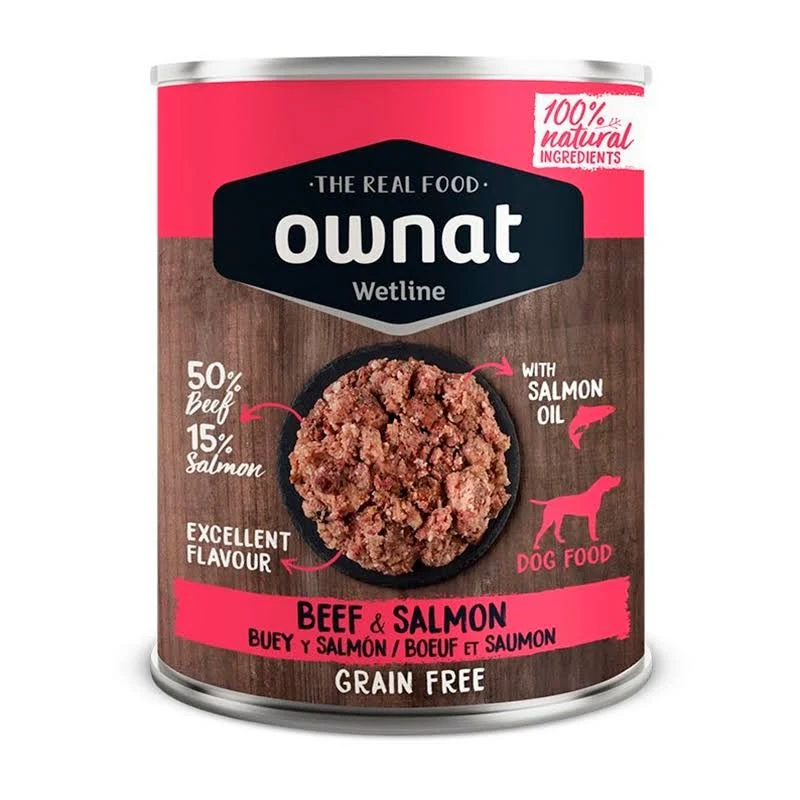 100%
natural
INGREDIENTS
·THE REAL FOOD·
ownat
Wetline
50%
Beef
15%
Salmon
WITH
SALMON
OIL
EXCELLENT
FLAVOUR
DOG FOOD
BEEF & SALMON
BUEY Y SALMÓN / BOEUF ET SAUMON
GRAIN FREE